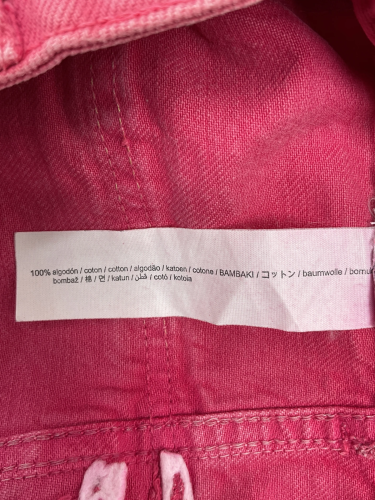 100% algodón / coton / cotton / algodão / katoen / cotone / BAMBAKI / コットン / baumwolle /
bombaž / 棉 / 면 / katun / قطن / cotó / kotoia